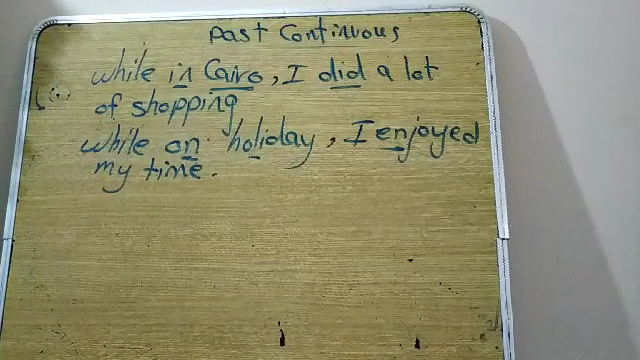 Past Continuous
while in Cairo, I did a lot
of shopping
while on holiday, I enjoyed
my time.